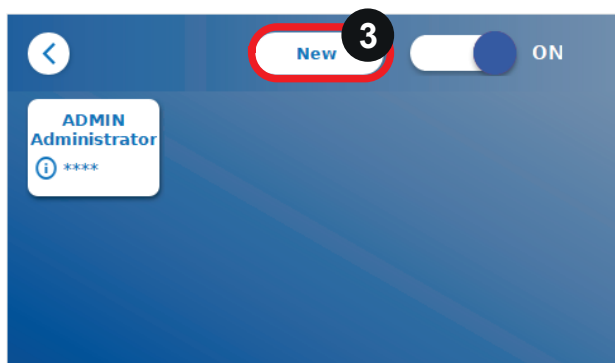 New
3
ON
ADMIN
Administrator
i ****